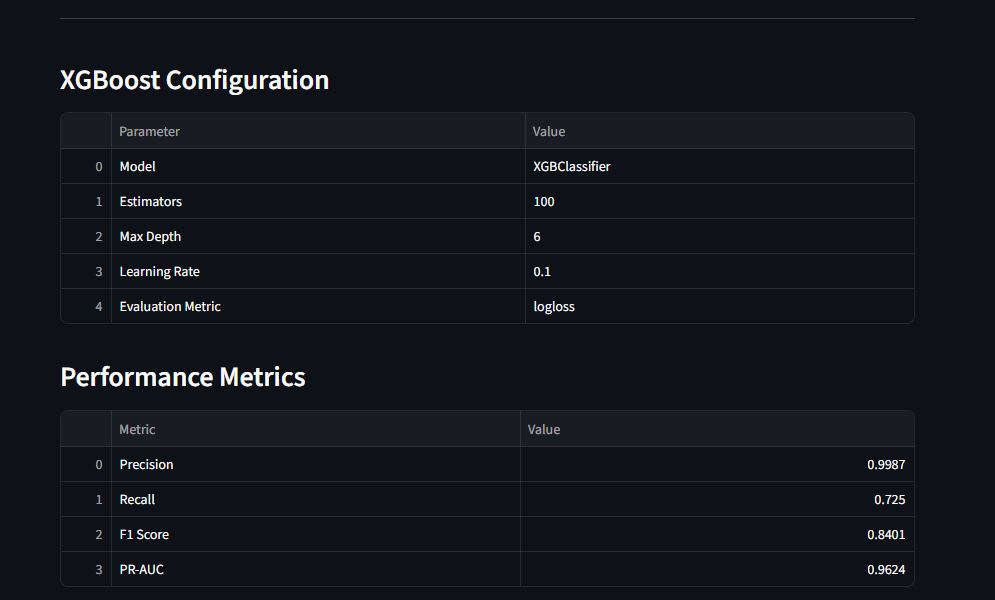 XGBoost Configuration
Parameter Value
0 Model XGBClassifier
1 Estimators 100
2 Max Depth 6
3 Learning Rate 0.1
4 Evaluation Metric logloss
Performance Metrics
Metric Value
0 Precision 0.9987
1 Recall 0.725
2 F1 Score 0.8401
3 PR-AUC 0.9624